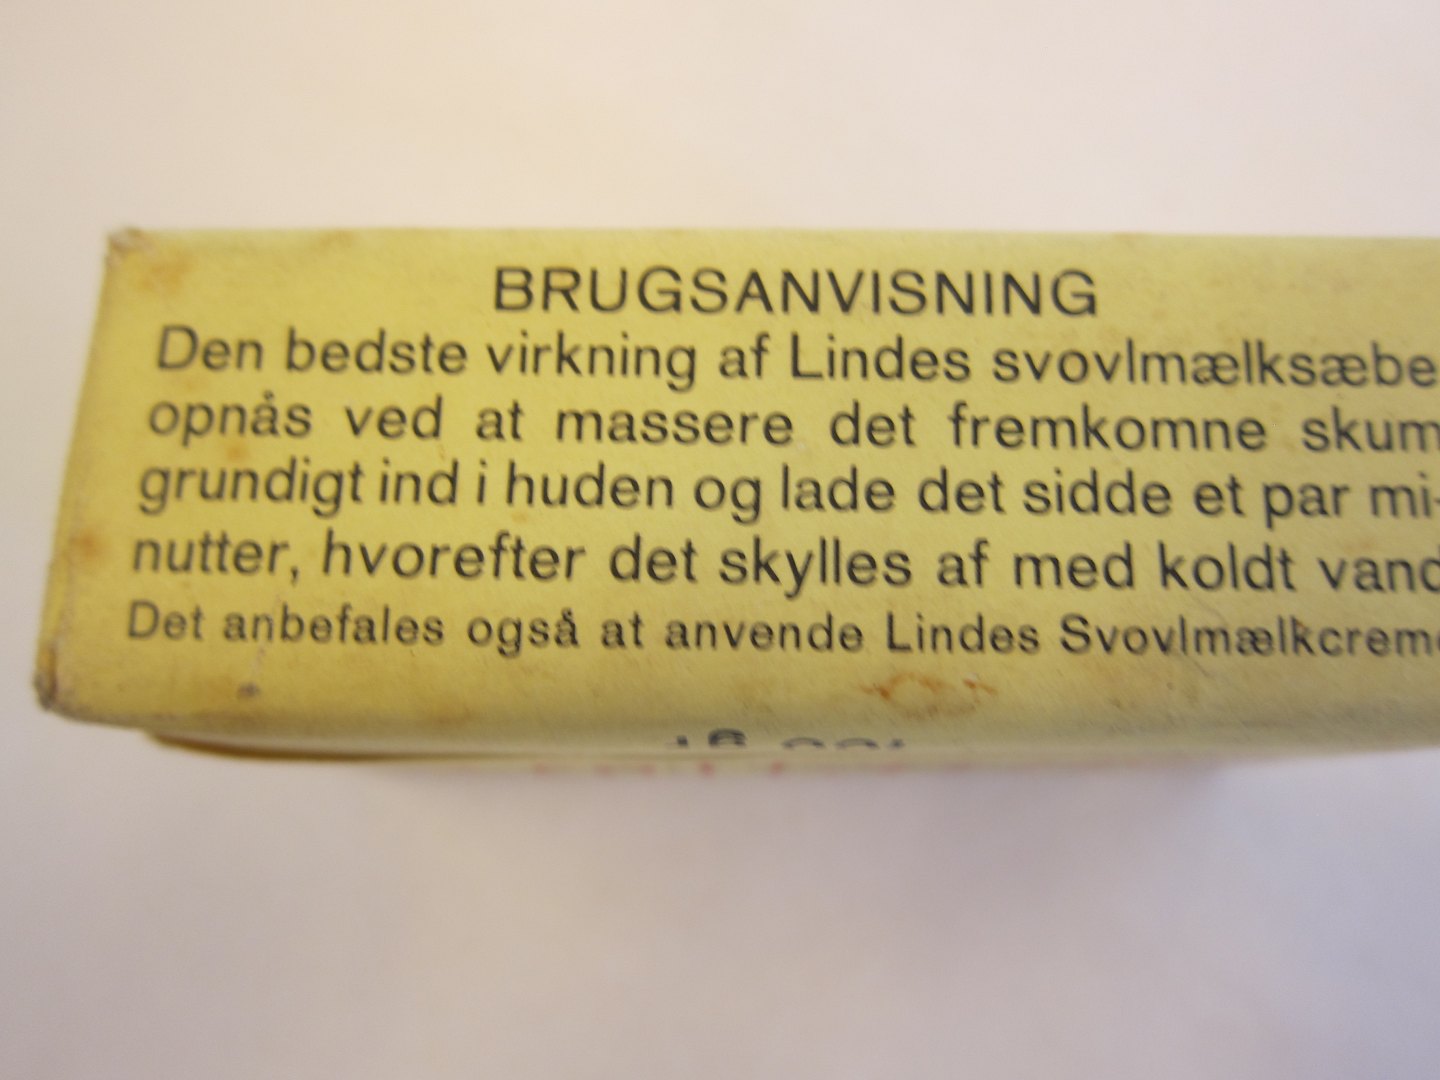 BRUGSANVISNING
Den bedste virkning af Lindes svovlmælksæbe
opnås ved at massere det fremkomne skum
grundigt ind i huden og lade det sidde et par mi-
nutter, hvorefter det skylles af med koldt vand
Det anbefales også at anvende Lindes Svovlmælkcreme